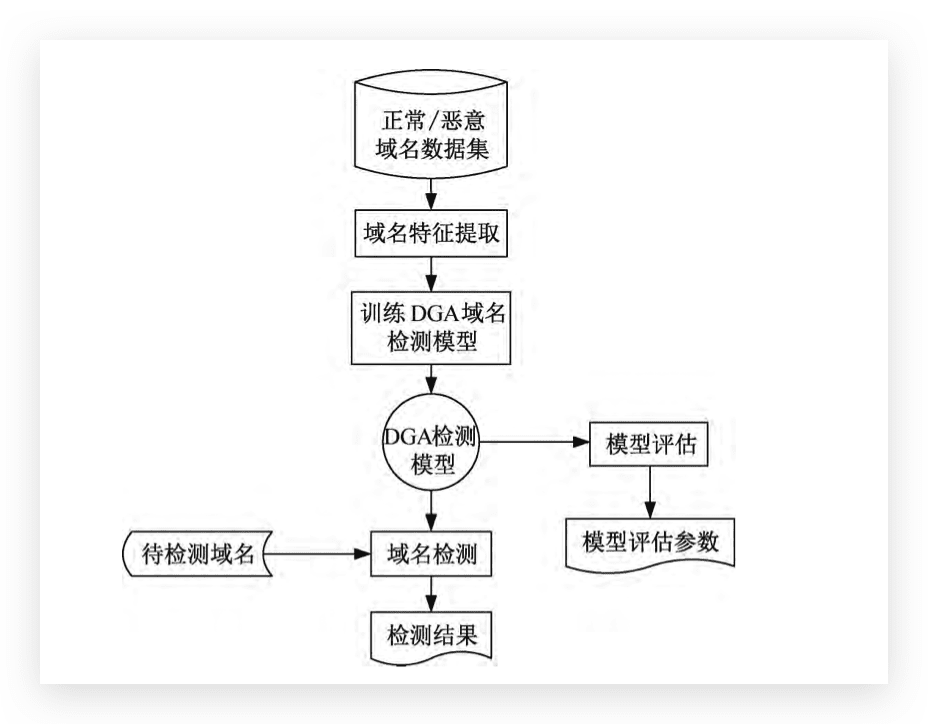 正常/恶意
域名数据集
域名特征提取
训练 DGA域名
检测模型
DGA检测
模型
模型评估
模型评估参数
待检测域名
域名检测
检测结果